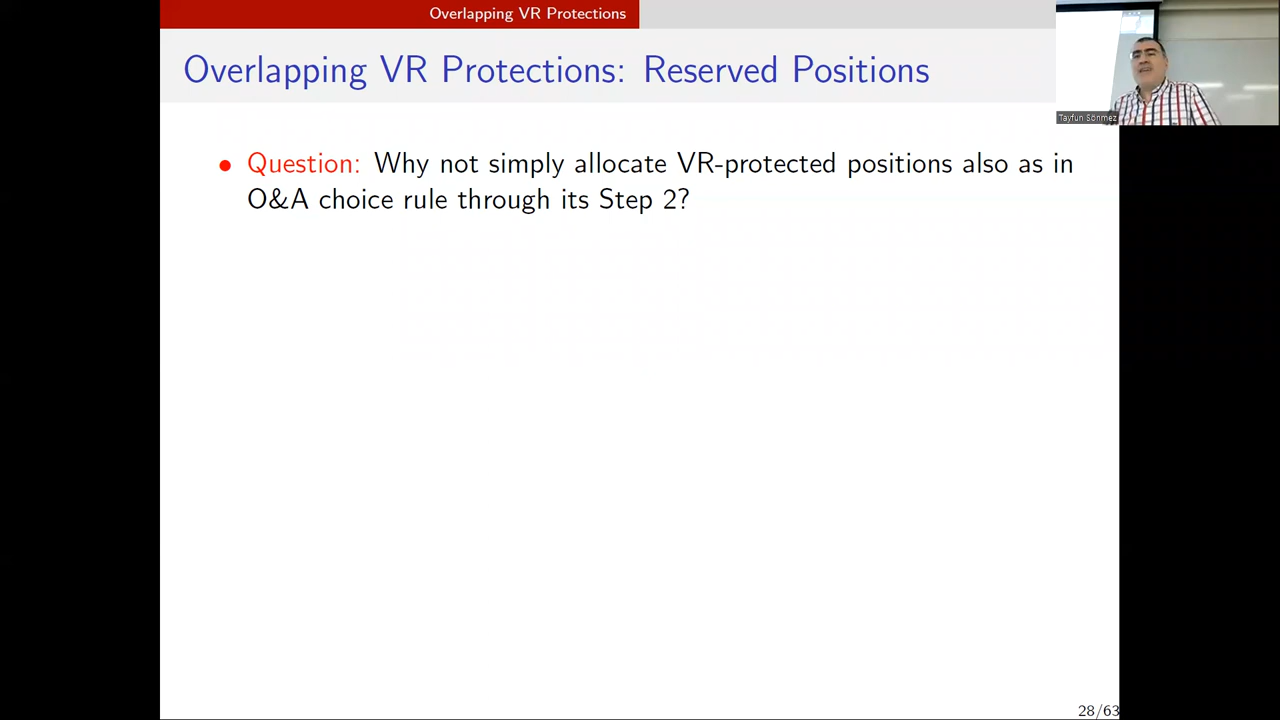 Overlapping VR Protections
Overlapping VR Protections: Reserved Positions
Tayfun Sönmez
• Question: Why not simply allocate VR-protected positions also as in
O&A choice rule through its Step 2?
28/63